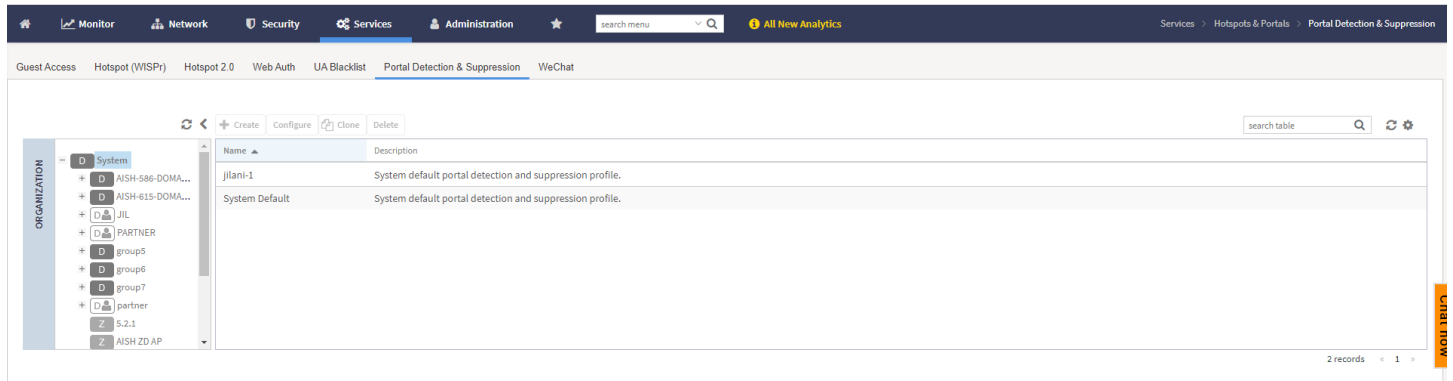 Monitor Network Security Services Administration search menu All New Analytics Services > Hotspots & Portals > Portal Detection & Suppression
Guest Access Hotspot (WISPr) Hotspot 2.0 Web Auth UA Blacklist Portal Detection & Suppression WeChat
Create Configure Clone Delete search table
ORGANIZATION
D System
D AISH-586-DOMA...
D AISH-615-DOMA...
D JIL
D PARTNER
D group5
D group6
D group7
D partner
Z 5.2.1
Z AISH ZD AP
Name Description
jilani-1 System default portal detection and suppression profile.
System Default System default portal detection and suppression profile.
2 records « 1 »
Chat now